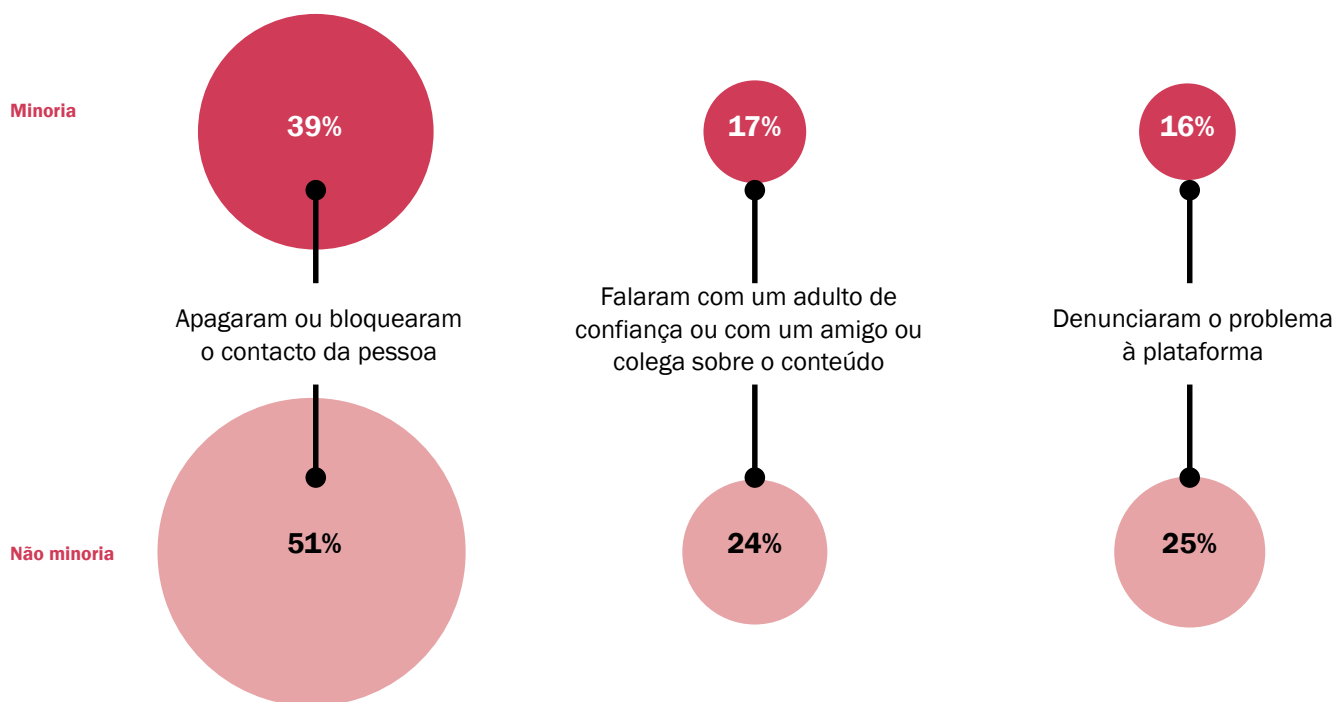 Minoria
39%
17%
16%
Apagaram ou bloquearam
o contacto da pessoa
Falaram com um adulto de
confiança ou com um amigo ou
colega sobre o conteúdo
Denunciaram o problema
à plataforma
Não minoria
51%
24%
25%